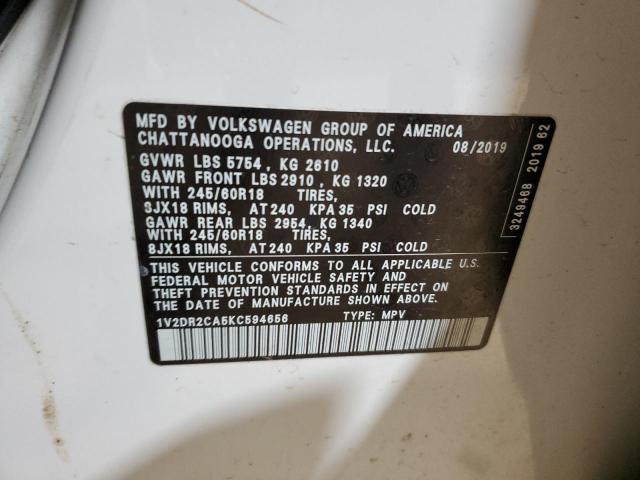 MFD BY VOLKSWAGEN GROUP OF AMERICA
CHATTANOOGA OPERATIONS, LLC. 08/2019
GVWR LBS 5754 , KG 2610
GAWR FRONT LBS 2910 , KG 1320
WITH 245/60R18 TIRES,
8JX18 RIMS, AT 240 KPA 35 PSI COLD
GAWR REAR LBS 2954, KG 1340
WITH 245/60R18 TIRES,
8JX18 RIMS, AT 240 KPA 35 PSI COLD
THIS VEHICLE CONFORMS TO ALL APPLICABLE U.S.
FEDERAL MOTOR VEHICLE SAFETY AND
THEFT PREVENTION STANDARDS IN EFFECT ON
THE DATE OF MANUFACTURE SHOWN ABOVE.
1V2DR2CA5KC594656 TYPE: MPV
3249468 2019 62